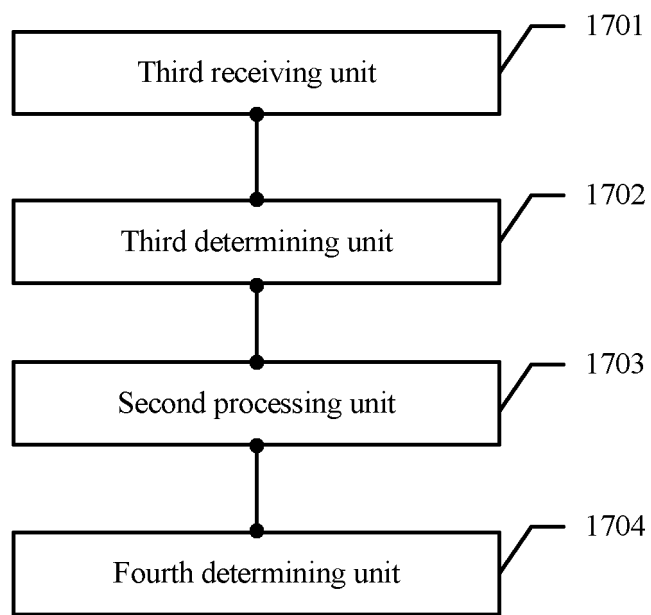 1701
Third receiving unit
1702
Third determining unit
1703
Second processing unit
1704
Fourth determining unit